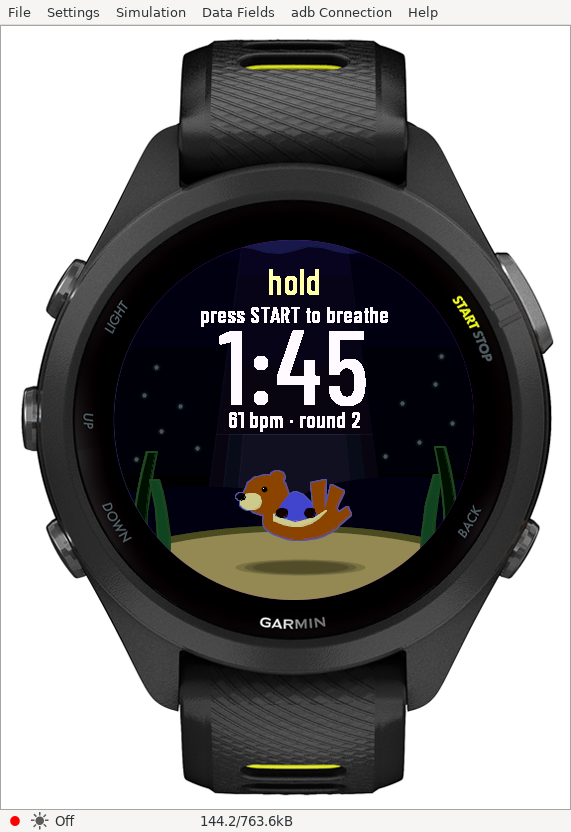 File Settings Simulation Data Fields adb Connection Help
hold
press START to breathe
1:45
61 bpm · round 2
LIGHT
START STOP
UP
DOWN
BACK
GARMIN
Off 144.2/763.6kB